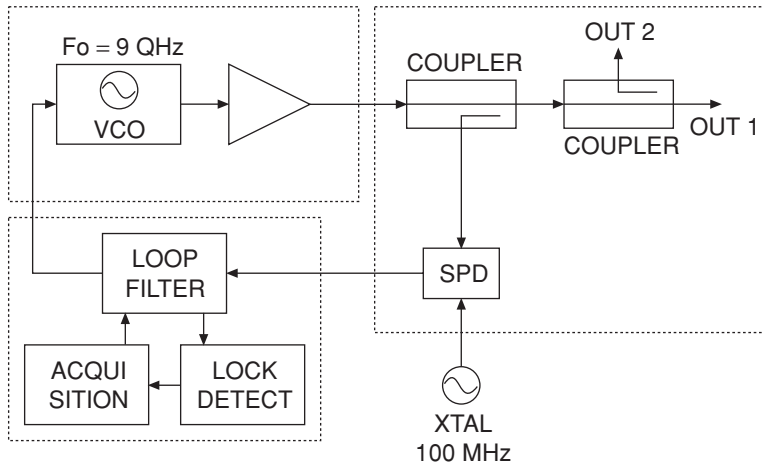 Fo = 9 QHz
VCO
COUPLER
OUT 2
COUPLER
OUT 1
LOOP
FILTER
SPD
ACQUI
SITION
LOCK
DETECT
XTAL
100 MHz